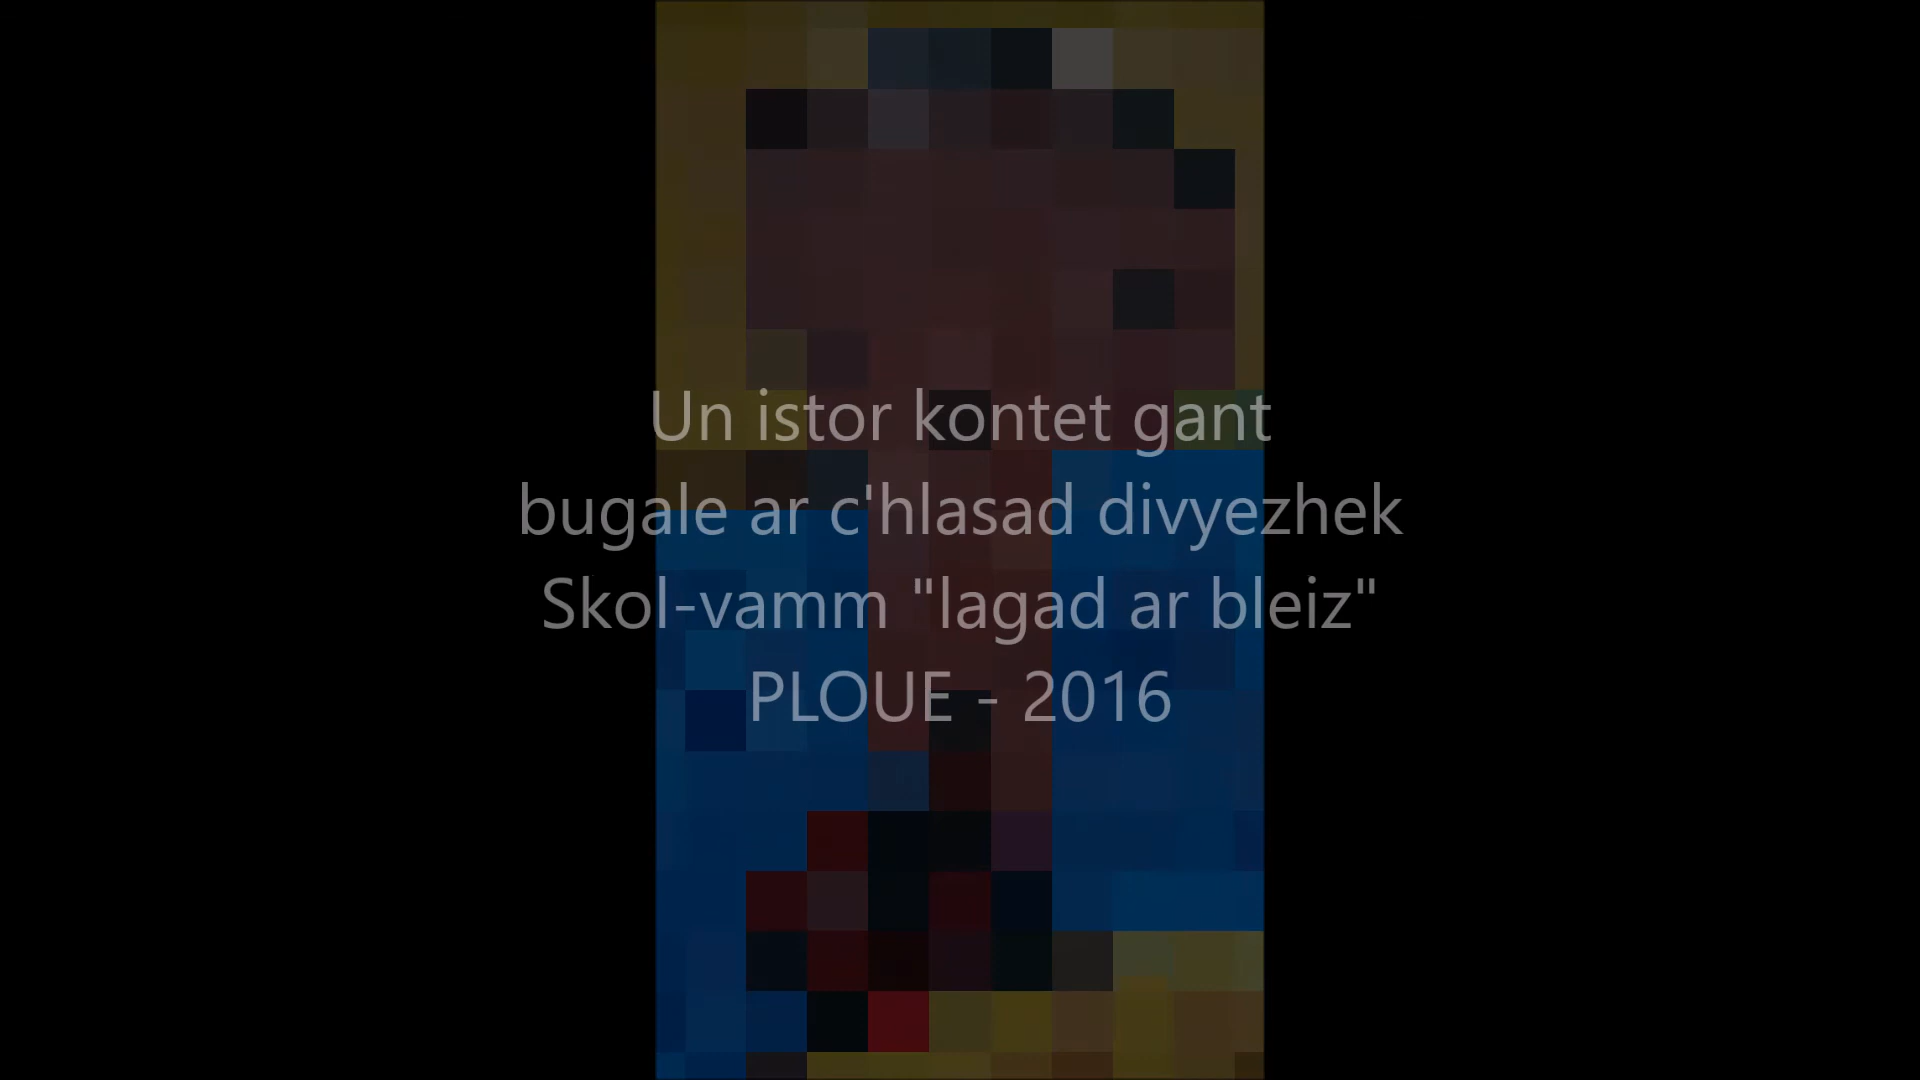 Un istor kontet gant
bugale ar c'hlasad divyezhek
Skol-vamm "lagad ar bleiz"
PLOUE - 2016